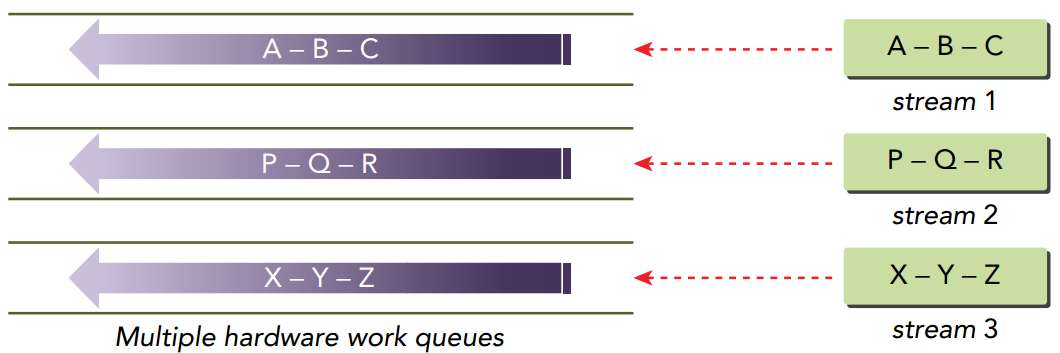 A – B – C
A – B – C
stream 1
P – Q – R
P – Q – R
stream 2
X – Y – Z
X – Y – Z
stream 3
Multiple hardware work queues